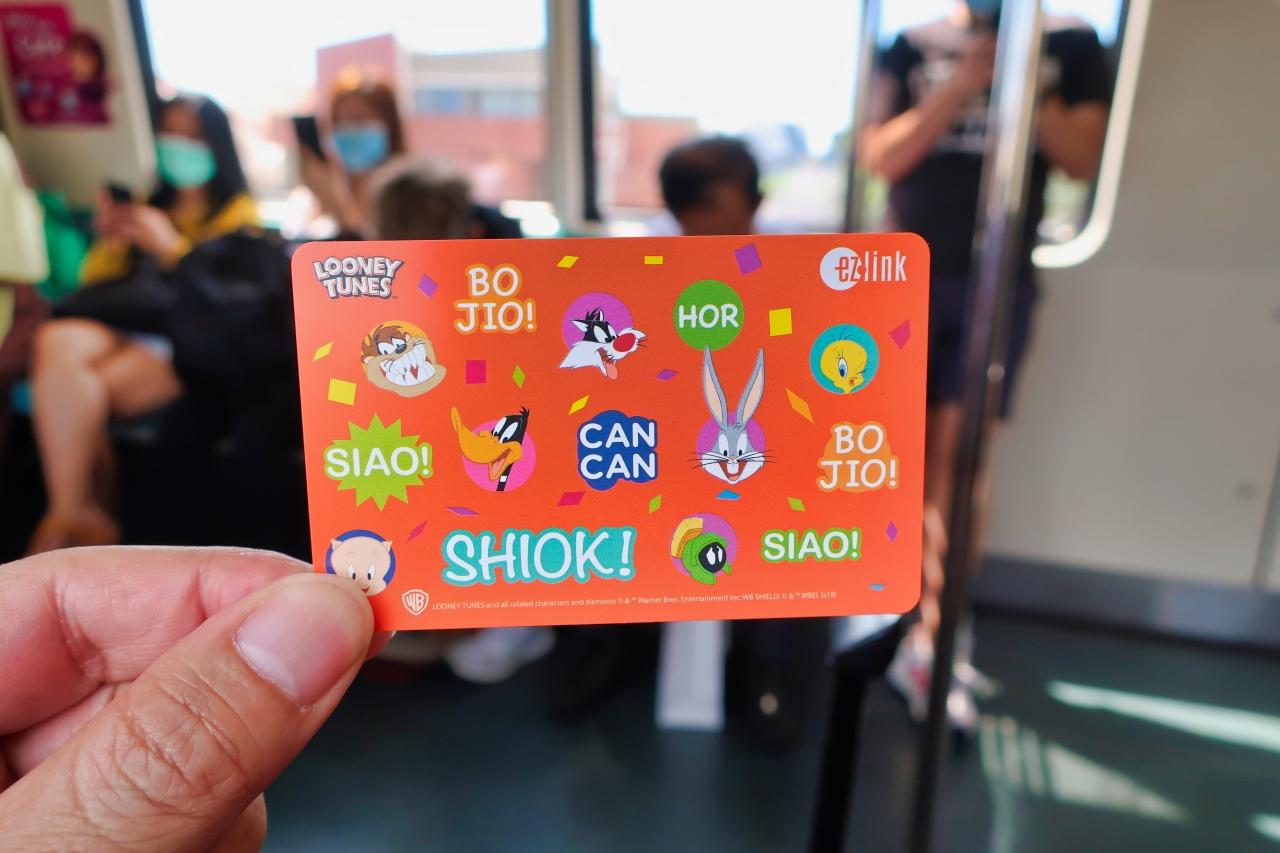 LOONEY
TUNES
BO
JIO!
HOR
ez-link
SIAO!
CAN
CAN
BO
JIO!
SHIOK!
SIAO!
WB
LOONEY TUNES and all related characters and elements © & ™ Warner Bros. Entertainment Inc. WB SHIELD: © & ™ WBEI. (s19)